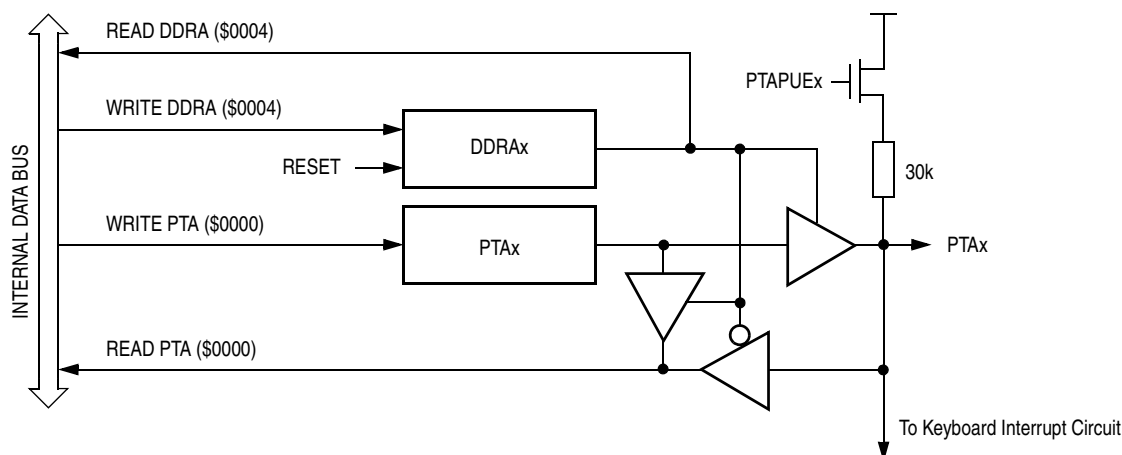 READ DDRA ($0004)
PTAPUEx
WRITE DDRA ($0004)
DDRAx
RESET
30k
INTERNAL DATA BUS
WRITE PTA ($0000)
PTAx
PTAx
READ PTA ($0000)
To Keyboard Interrupt Circuit